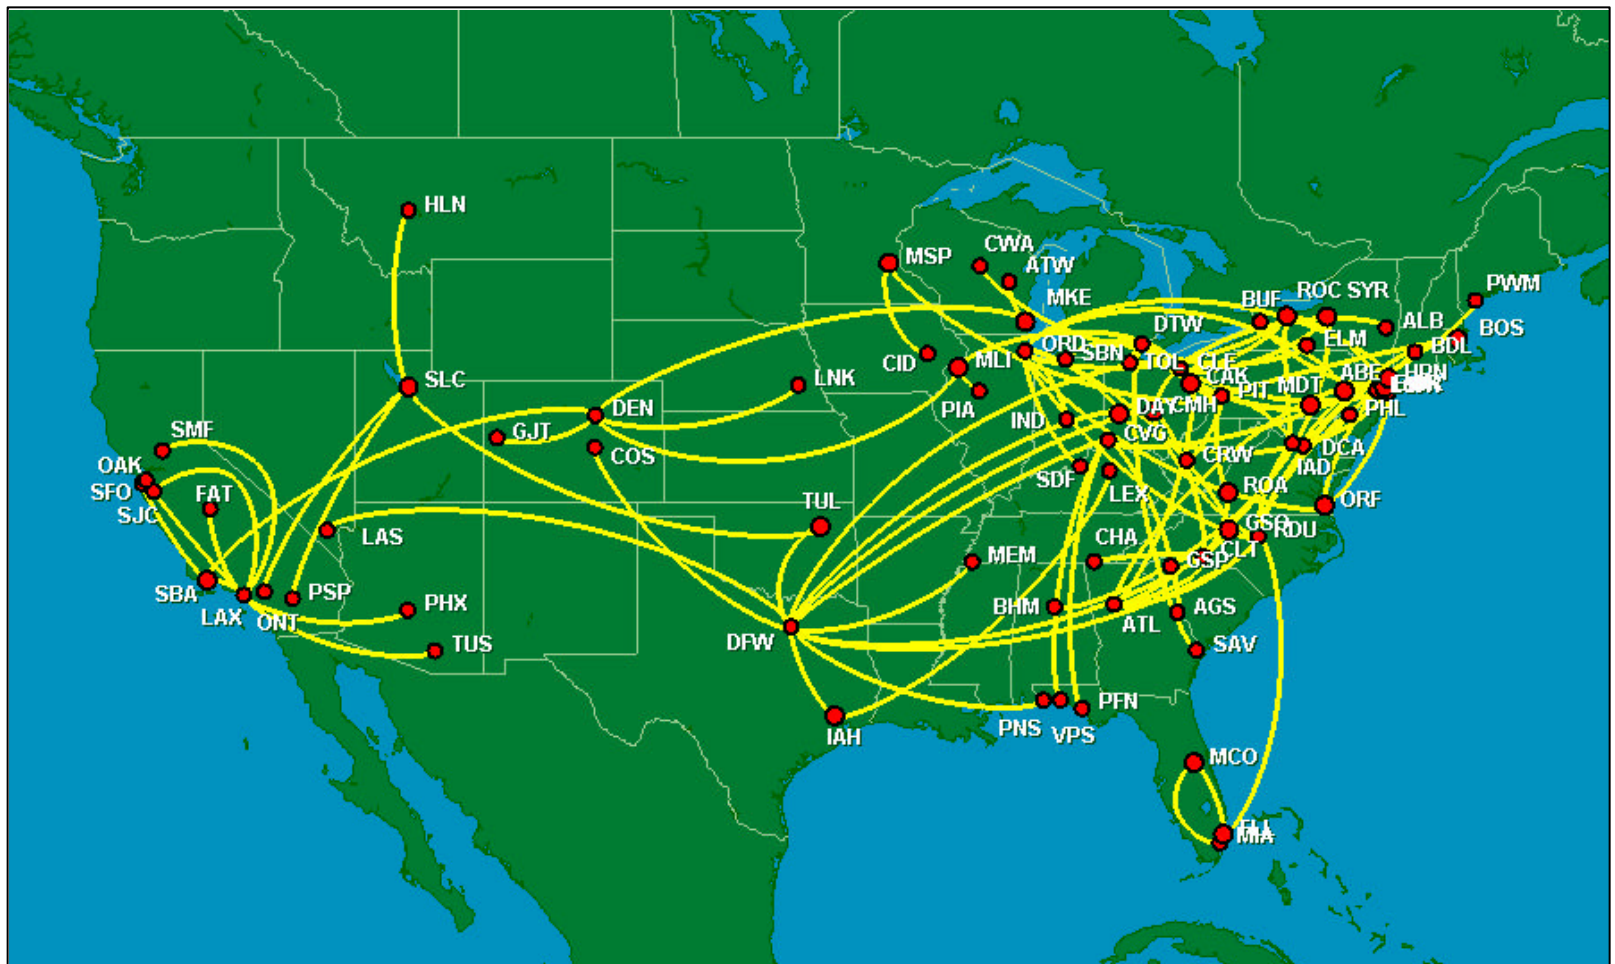 HLN
MSP
CWA
ATW
MKE
BUF
ROC SYR
PWM
ALB
BOS
BDL
DTW
ELM
ORD
SBN
TOL
CLE
CID
MLI
PIA
CAK
PIT
MDT
ABE
HPN
PHL
SLC
DEN
LNK
GJT
COS
IND
DAY
CMH
CVG
DCA
IAD
SMF
OAK
SFO
SJC
FAT
LAS
SDF
LEX
CRW
ROA
ORF
TUL
GSO
RDU
CLT
MEM
CHA
GSP
SBA
LAX
ONT
PSP
PHX
TUS
DFW
BHM
ATL
AGS
SAV
IAH
PNS
VPS
PFN
MCO
MIA